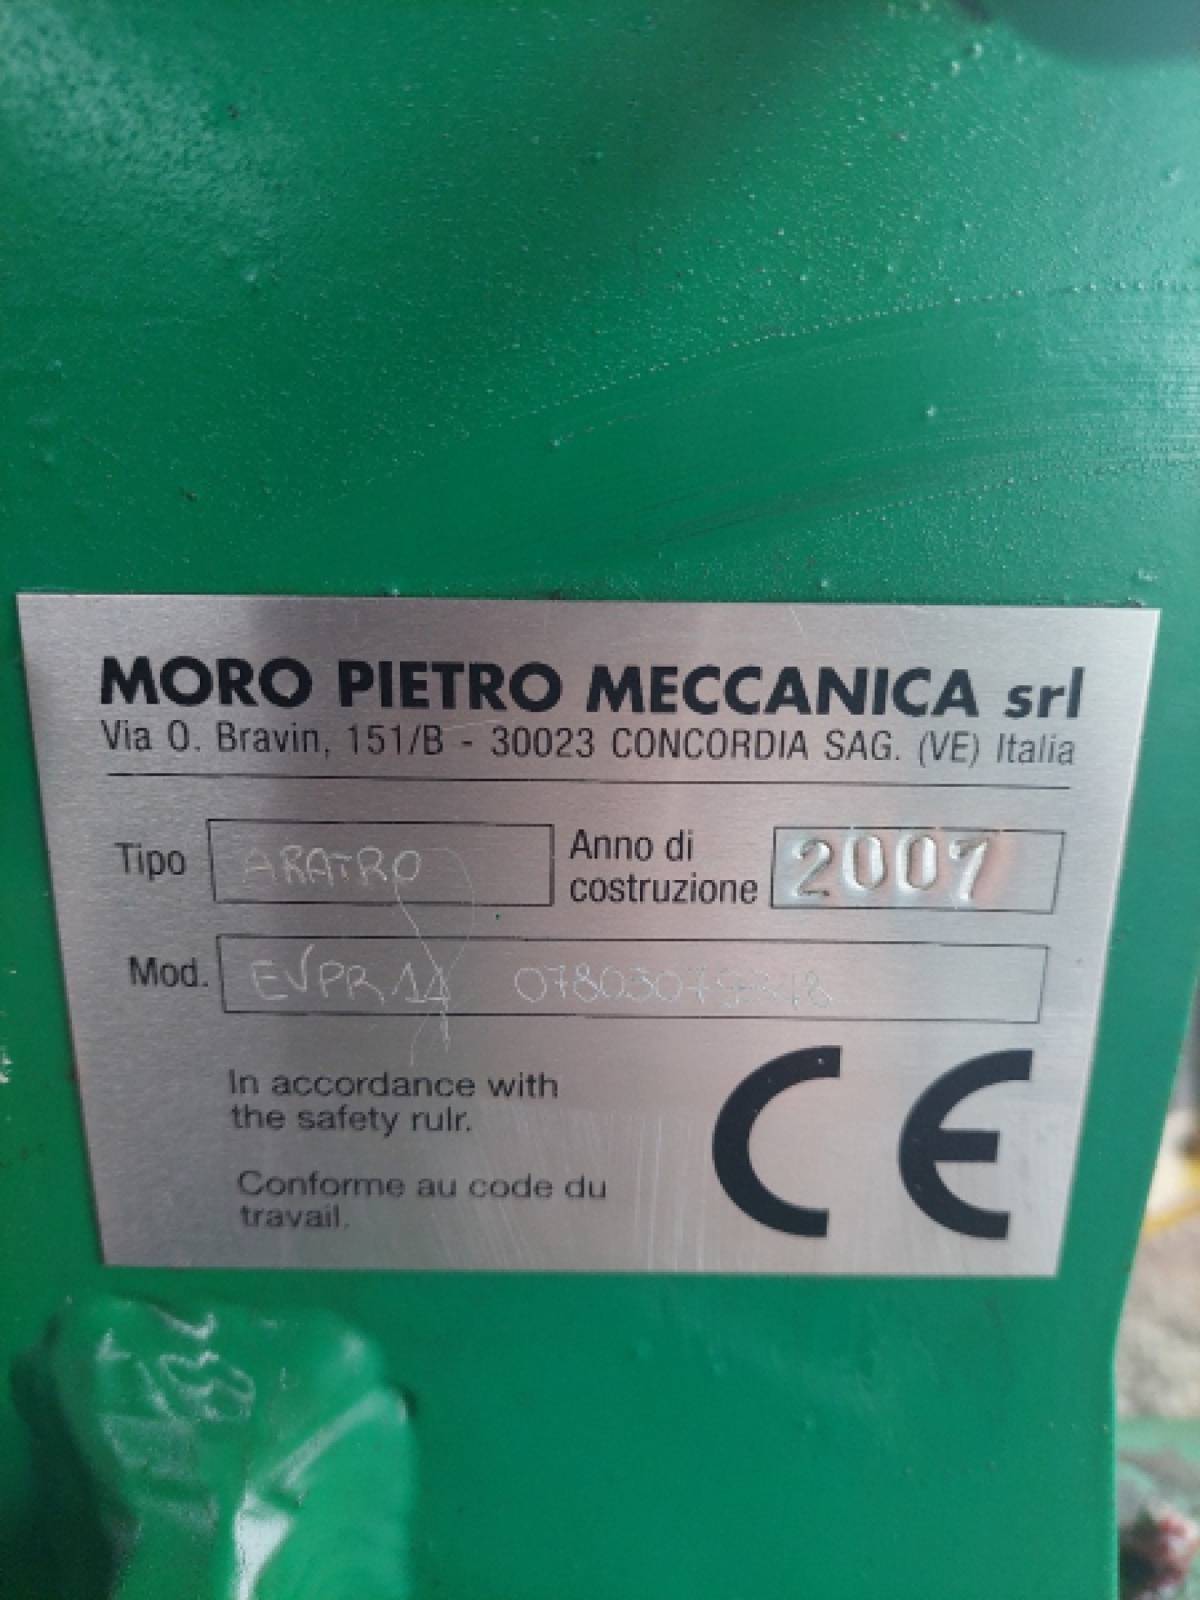 MORO PIETRO MECCANICA srl
Via O. Bravin, 151/B - 30023 CONCORDIA SAG. (VE) Italia
Tipo ARATRO Anno di costruzione 2007
Mod. EVPR14
In accordance with
the safety rulr.
Conforme au code du
travail.
CE